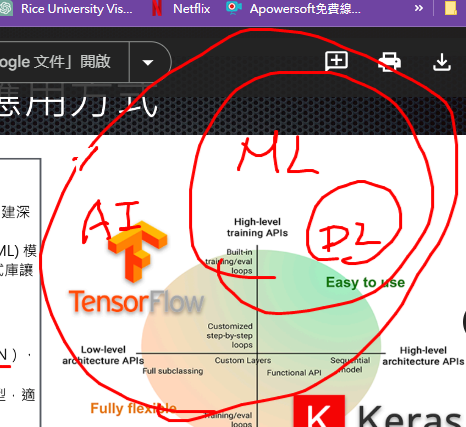 Rice University Vis...
Netflix
Apowersoft免費線...
»
ogle 文件」開啟
應用方式
建深
ML) 模
式庫讓
N），
型，適
AI
ML
DL
TensorFlow
High-level
training APIs
Built-in
training/eval
loops
Easy to use
Customized
step-by-step
loops
Low-level
architecture APIs
High-level
architecture APIs
Custom Layers
Sequential
model
Full subclassing
Functional API
Fully flexible
training/eval
loops
K Keras